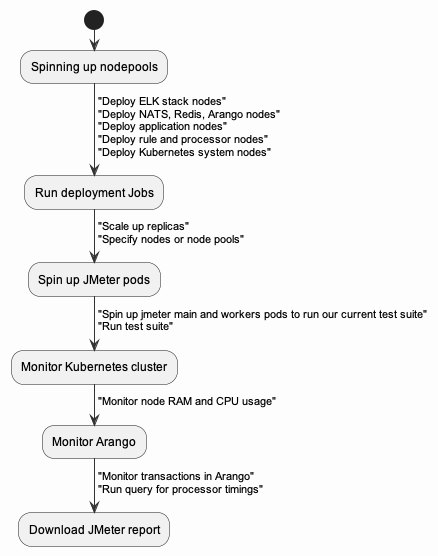 Spinning up nodepools
"Deploy ELK stack nodes"
"Deploy NATS, Redis, Arango nodes"
"Deploy application nodes"
"Deploy rule and processor nodes"
"Deploy Kubernetes system nodes"
Run deployment Jobs
"Scale up replicas"
"Specify nodes or node pools"
Spin up JMeter pods
"Spin up jmeter main and workers pods to run our current test suite"
"Run test suite"
Monitor Kubernetes cluster
"Monitor node RAM and CPU usage"
Monitor Arango
"Monitor transactions in Arango"
"Run query for processor timings"
Download JMeter report